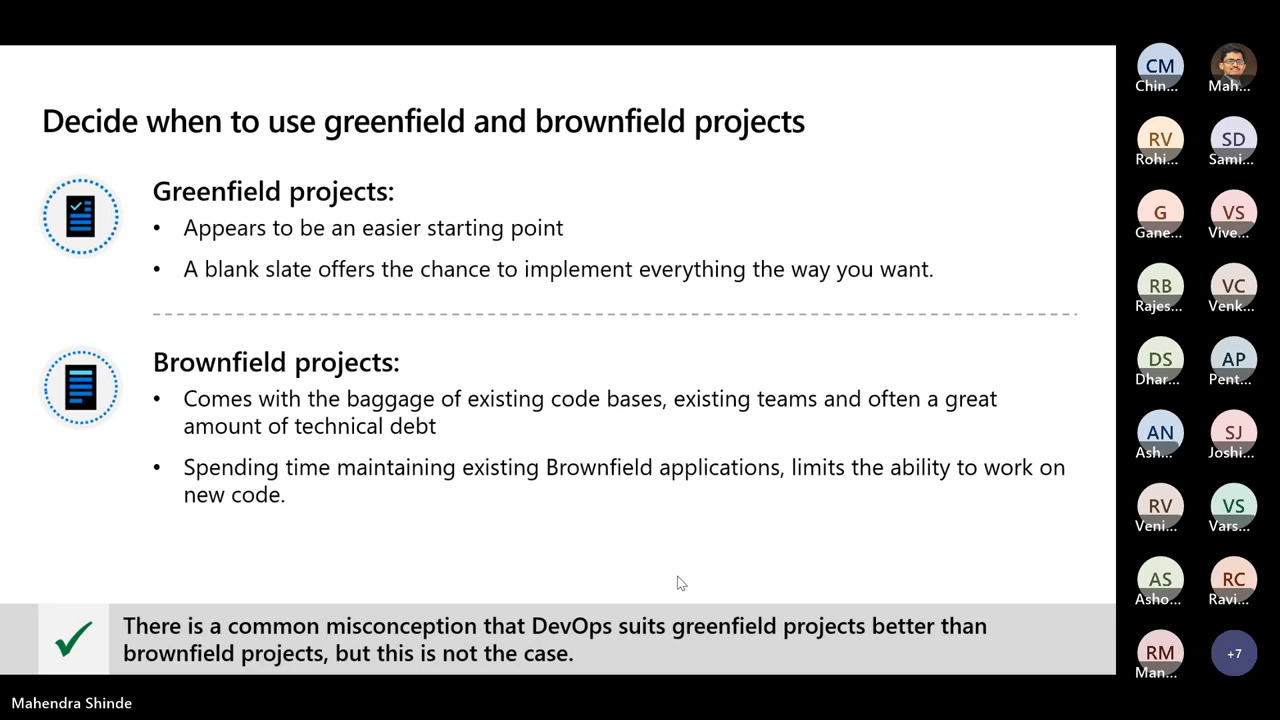 Decide when to use greenfield and brownfield projects
Greenfield projects:
• Appears to be an easier starting point
• A blank slate offers the chance to implement everything the way you want.
Brownfield projects:
• Comes with the baggage of existing code bases, existing teams and often a great
amount of technical debt
• Spending time maintaining existing Brownfield applications, limits the ability to work on
new code.
There is a common misconception that DevOps suits greenfield projects better than
brownfield projects, but this is not the case.
Mahendra Shinde
CM
Chin...
Mah...
RV
Rohi...
SD
Sami...
G
Gane...
VS
Vive...
RB
Rajes...
VC
Venk...
DS
Dhar...
AP
Pent...
AN
Ash...
SJ
Joshi...
RV
Veni...
VS
Vars...
AS
Asho...
RC
Ravi...
RM
Man...
+7